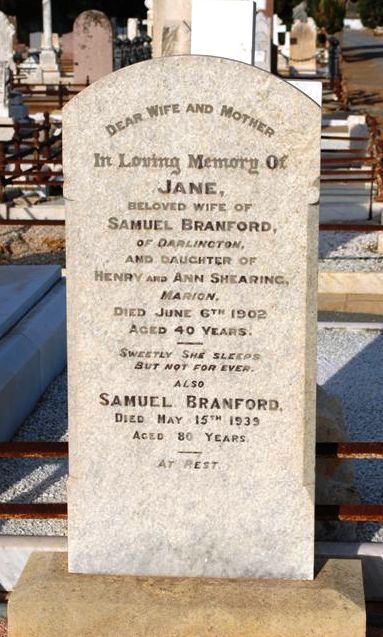 Dear Wife and Mother
In Loving Memory Of
JANE,
BELOVED WIFE OF
SAMUEL BRANFORD,
OF DARLINGTON,
AND DAUGHTER OF
HENRY AND ANN SHEARING,
MARION.
DIED JUNE 6TH 1902
AGED 40 YEARS.
SWEETLY SHE SLEEPS
BUT NOT FOR EVER.
ALSO
SAMUEL BRANFORD,
DIED MAY 15TH 1939
AGED 80 YEARS
AT REST.